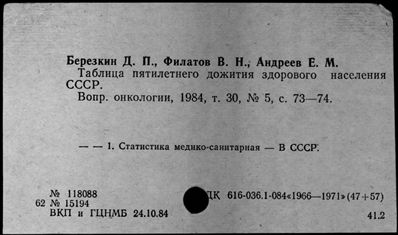 Березкин Д. П., Филатов В. Н., Андреев Е. М.
Таблица пятилетнего дожития здорового населения
СССР.
Вопр. онкологии, 1984, т. 30, № 5, с. 73—74.
— — 1. Статистика медико-санитарная — В СССР.
№ 118088
62 № 15194
ДК 616-036.1-084«1966—1971»(47+57)
ВКП и ГЦНМБ 24.10.84
41.2